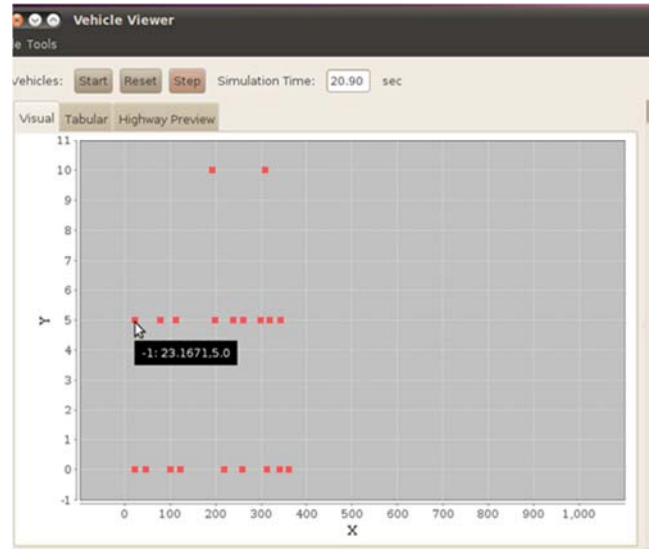 Vehicle Viewer
le Tools
Vehicles: Start Reset Step Simulation Time: 20.90 sec
Visual Tabular Highway Preview
11
10
9
8
7
6
5
4
3
2
1
0
-1
Y
-1: 23.1671,5.0
0 100 200 300 400 500 600 700 800 900 1,000
X